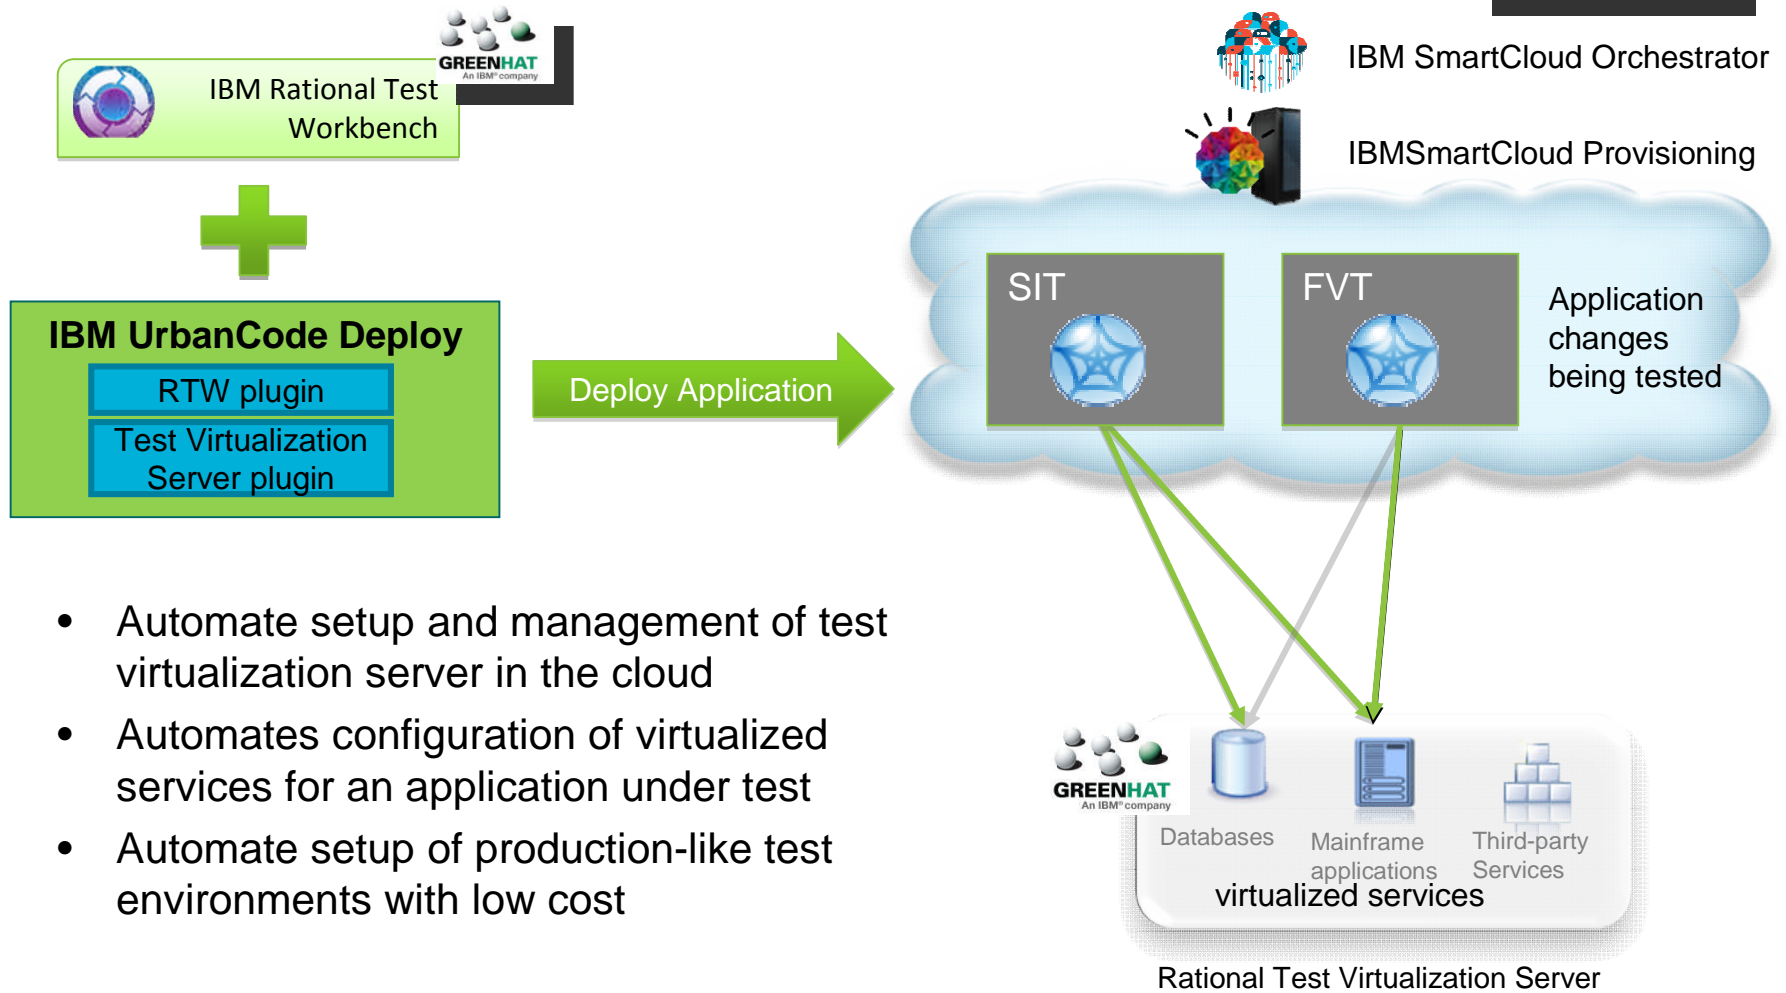 GREENHAT
An IBM® company
IBM Rational Test
Workbench
IBM UrbanCode Deploy
RTW plugin
Test Virtualization
Server plugin
Deploy Application
IBM SmartCloud Orchestrator
IBMSmartCloud Provisioning
SIT
FVT
Application
changes
being tested
• Automate setup and management of test
virtualization server in the cloud
• Automates configuration of virtualized
services for an application under test
• Automate setup of production-like test
environments with low cost
GREENHAT
An IBM® company
Databases
Mainframe
applications
Third-party
Services
virtualized services
Rational Test Virtualization Server